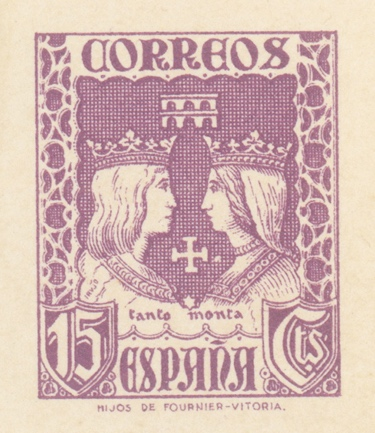 CORREOS
tanto monta
15 Cts
ESPAÑA
HIJOS DE FOURNIER-VITORIA.